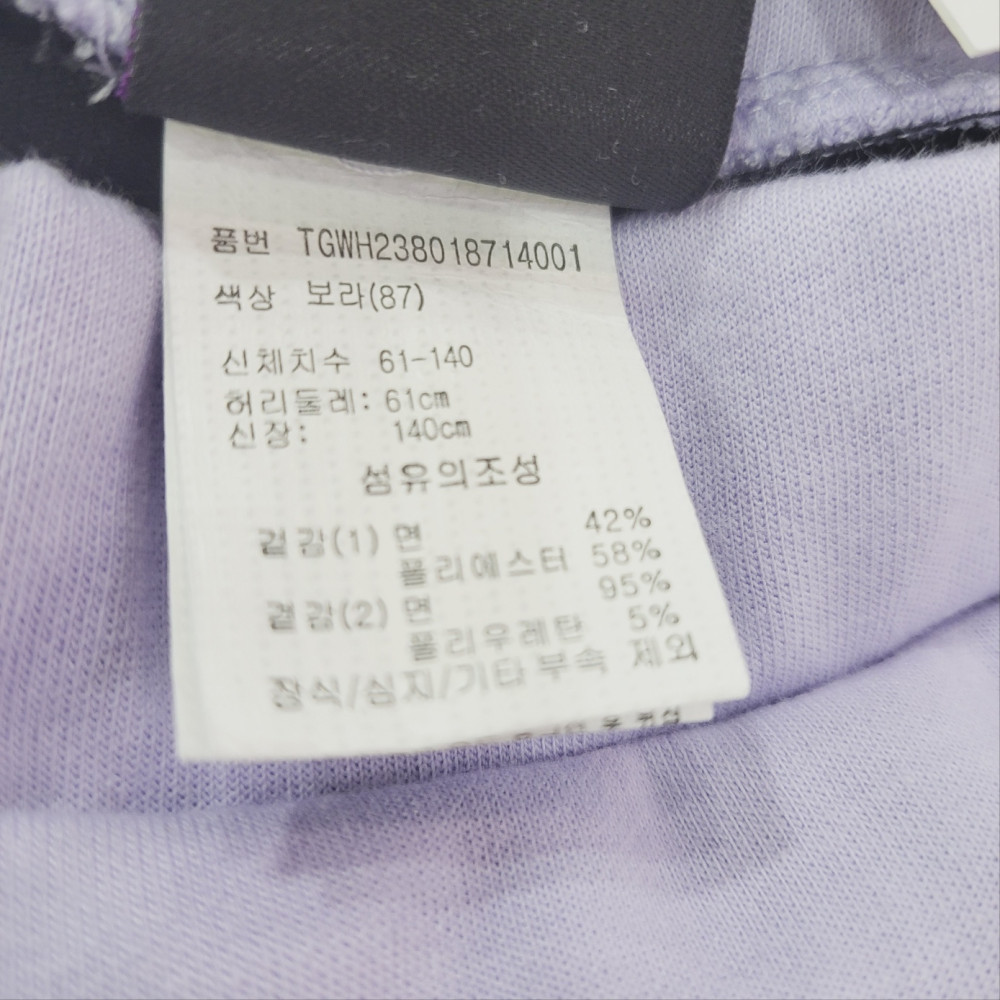 품번 TGWH238018714001
색상 보라(87)
신체치수 61-140
허리둘레: 61cm
신장: 140cm
섬유의조성
겉감(1) 면 42%
폴리에스터 58%
겉감(2) 면 95%
폴리우레탄 5%
장식/심지/기타부속 제외